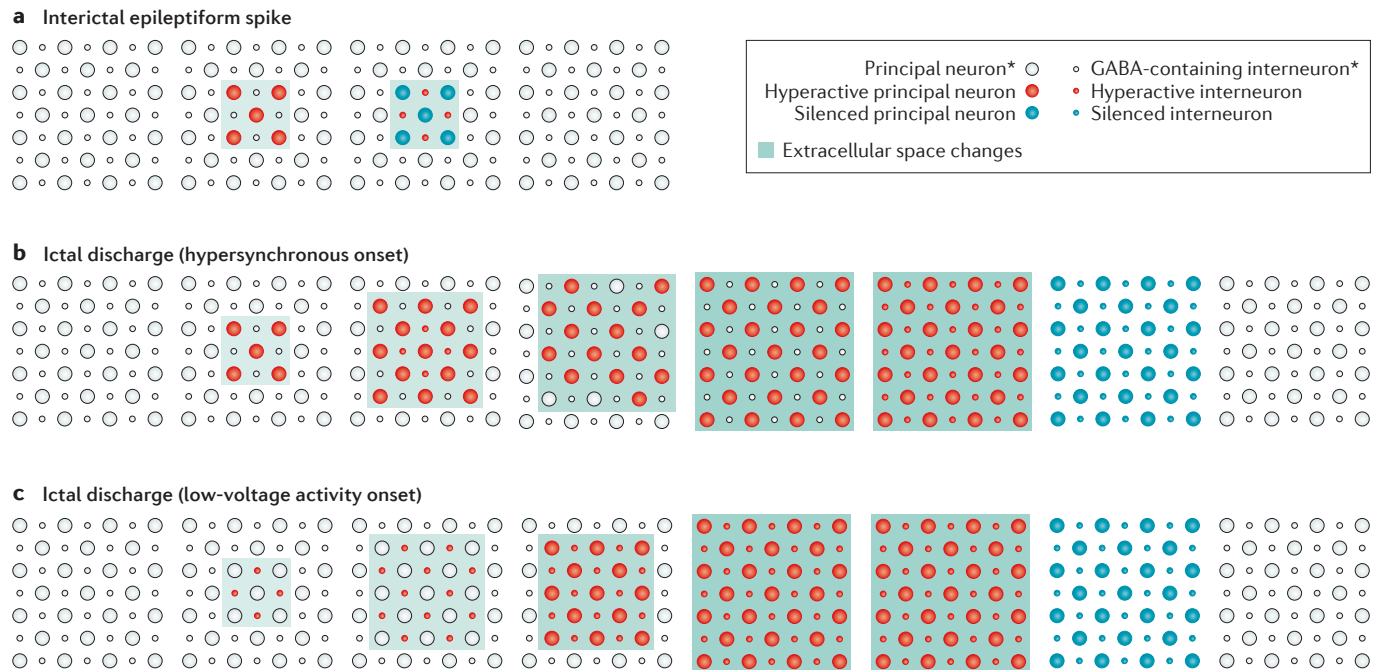 a Interictal epileptiform spike
Principal neuron*
GABA-containing interneuron*
Hyperactive principal neuron
Hyperactive interneuron
Silenced principal neuron
Silenced interneuron
Extracellular space changes
b Ictal discharge (hypersynchronous onset)
c Ictal discharge (low-voltage activity onset)